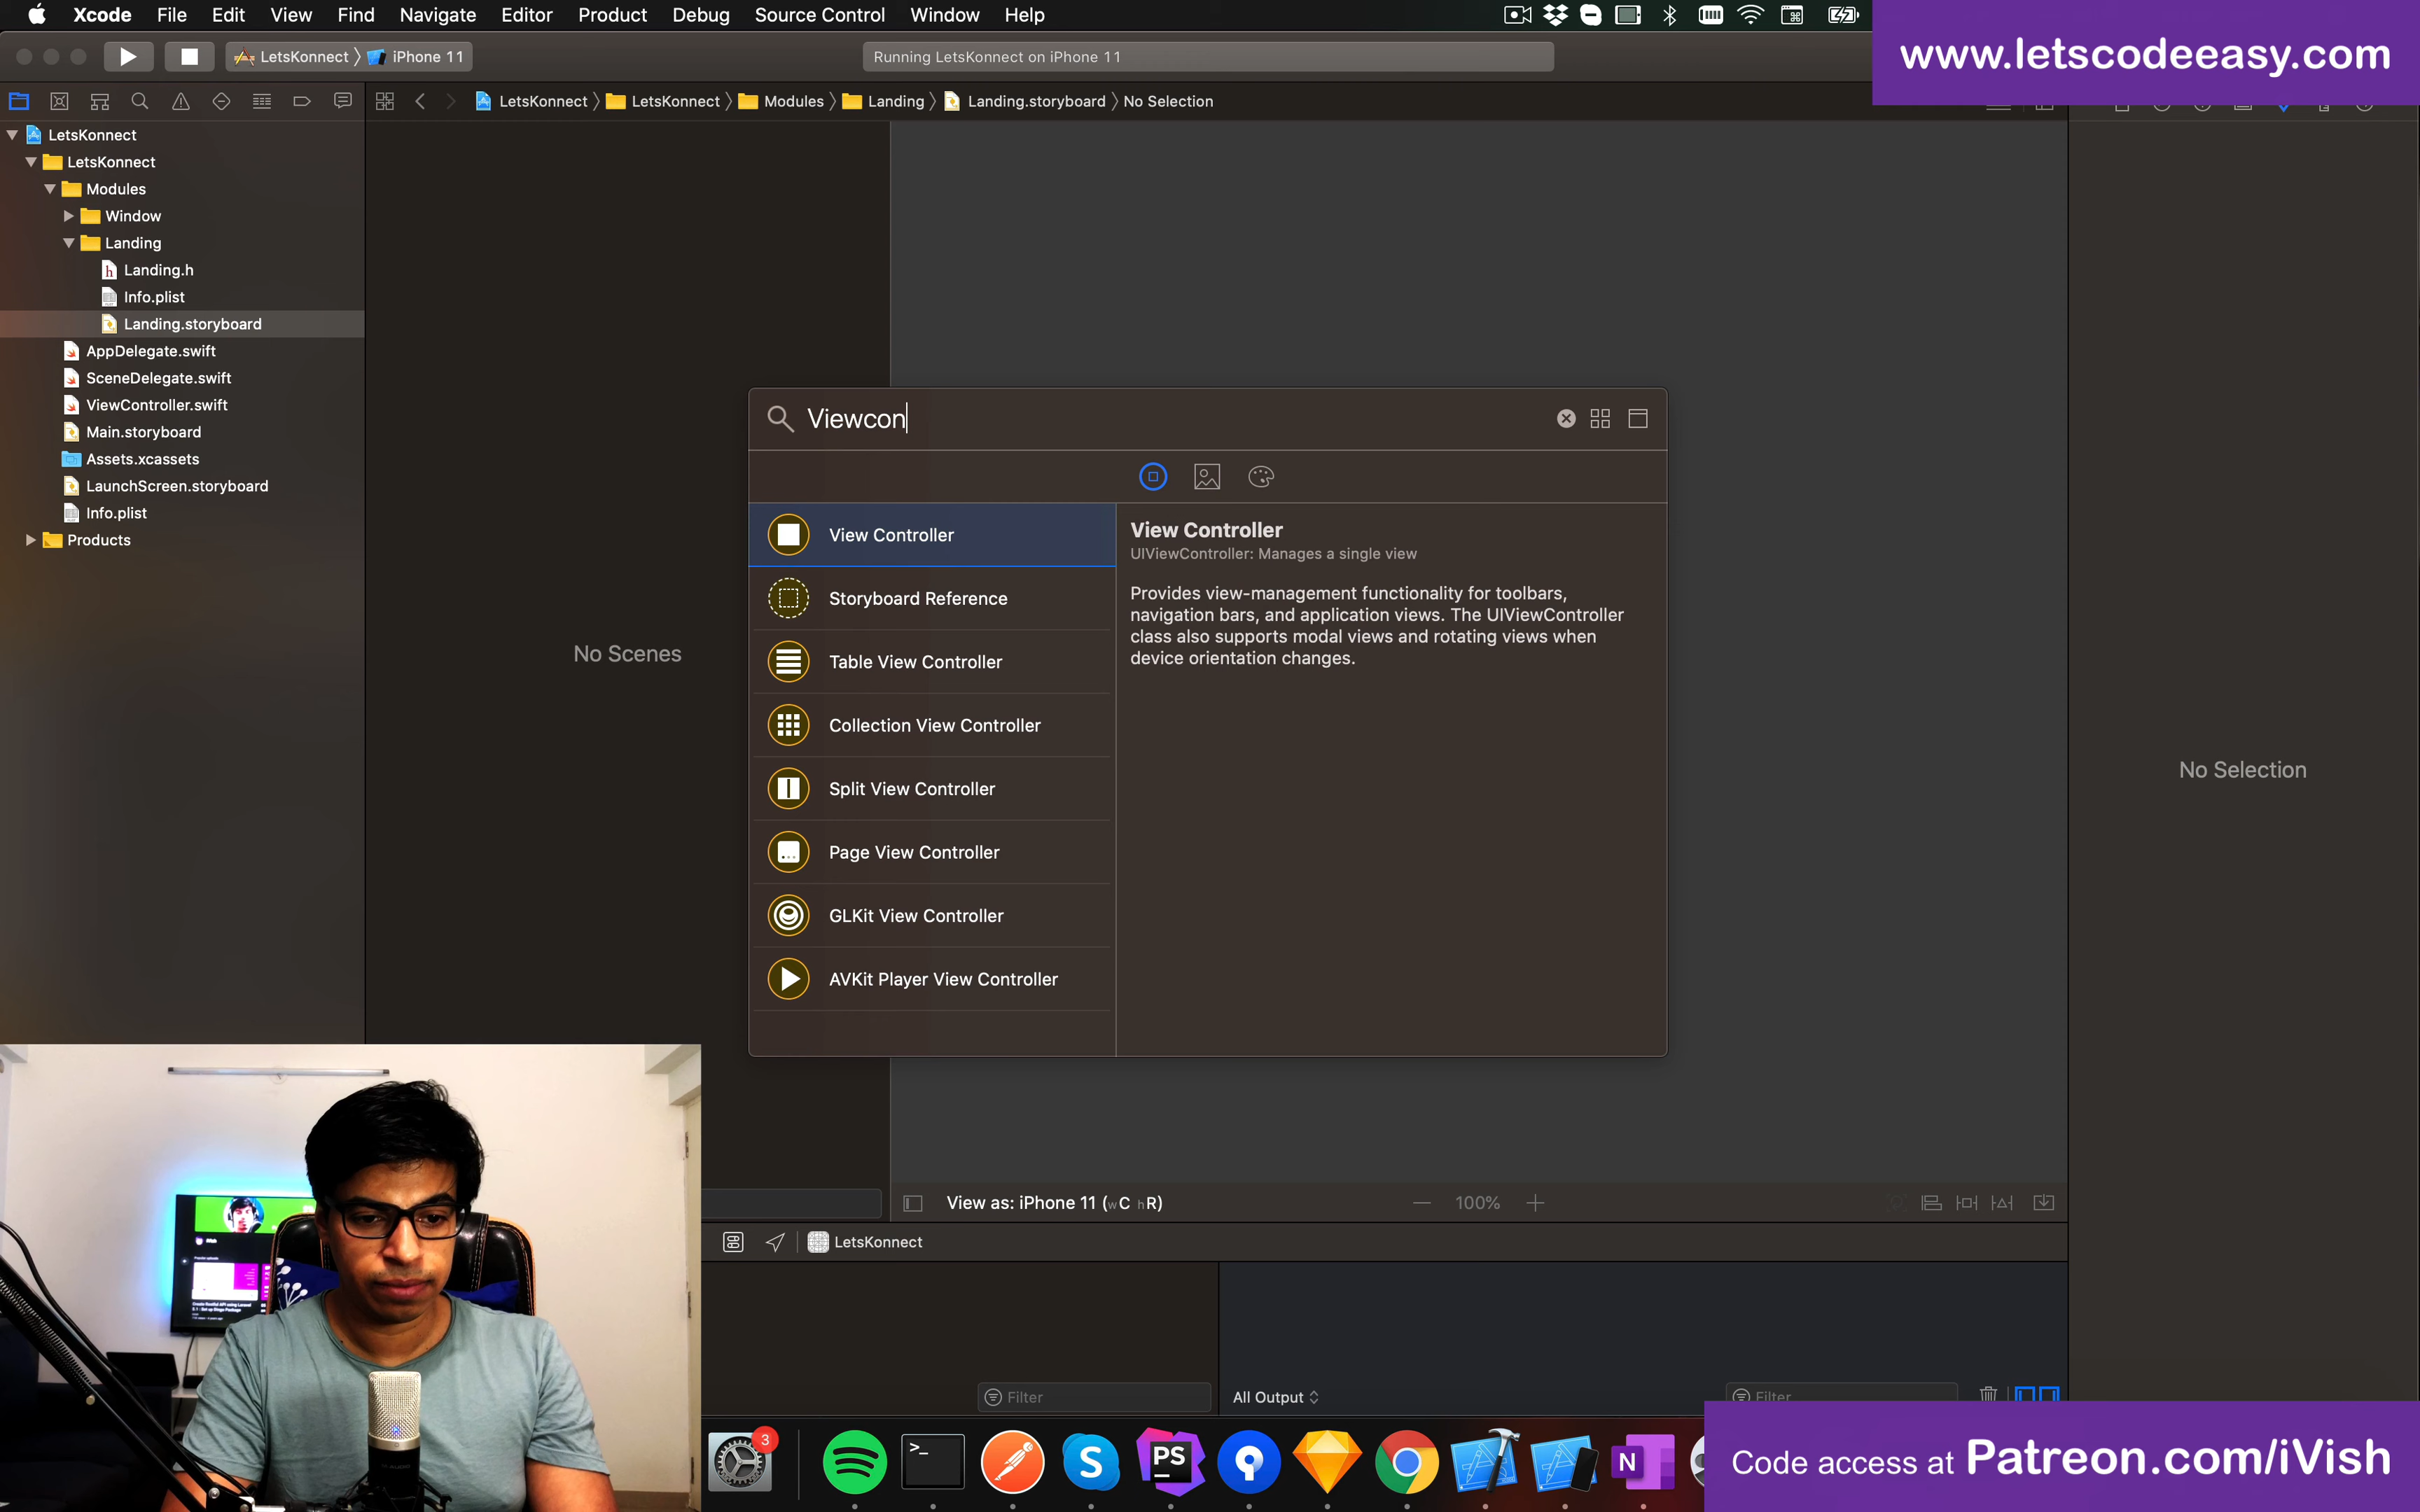 Xcode File Edit View Find Navigate Editor Product Debug Source Control Window Help
www.letscodeeasy.com
LetsKonnect iPhone 11
Running LetsKonnect on iPhone 11
LetsKonnect LetsKonnect Modules Landing Landing.storyboard No Selection
LetsKonnect
LetsKonnect
Modules
Window
Landing
Landing.h
Info.plist
Landing.storyboard
AppDelegate.swift
SceneDelegate.swift
ViewController.swift
Main.storyboard
Assets.xcassets
LaunchScreen.storyboard
Info.plist
Products
No Scenes
Viewcon
View Controller
Storyboard Reference
Table View Controller
Collection View Controller
Split View Controller
Page View Controller
GLKit View Controller
AVKit Player View Controller
View Controller
UIViewController: Manages a single view
Provides view-management functionality for toolbars,
navigation bars, and application views. The UIViewController
class also supports modal views and rotating views when
device orientation changes.
No Selection
View as: iPhone 11 (wC hR)
100%
LetsKonnect
Filter
All Output
Filter
3
>_
S
PS
N
Code access at Patreon.com/iVish